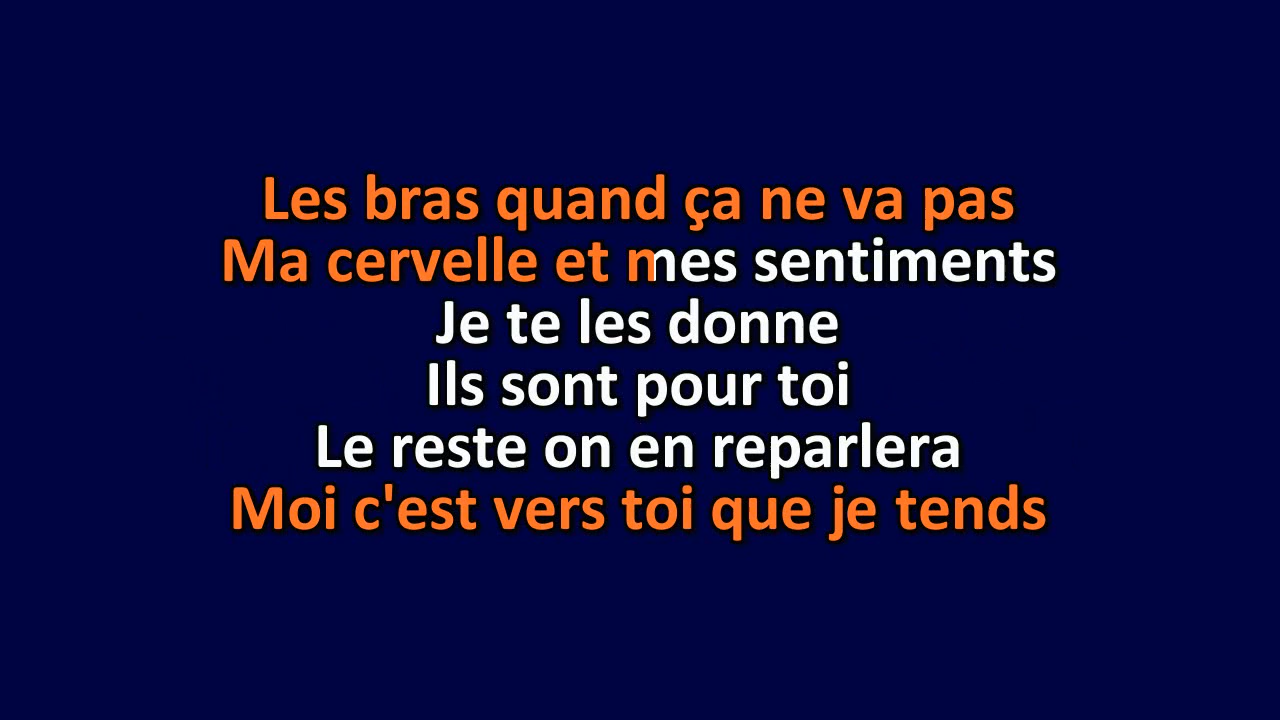 Les bras quand ça ne va pas
Ma cervelle et mes sentiments
Je te les donne
Ils sont pour toi
Le reste on en reparlera
Moi c'est vers toi que je tends